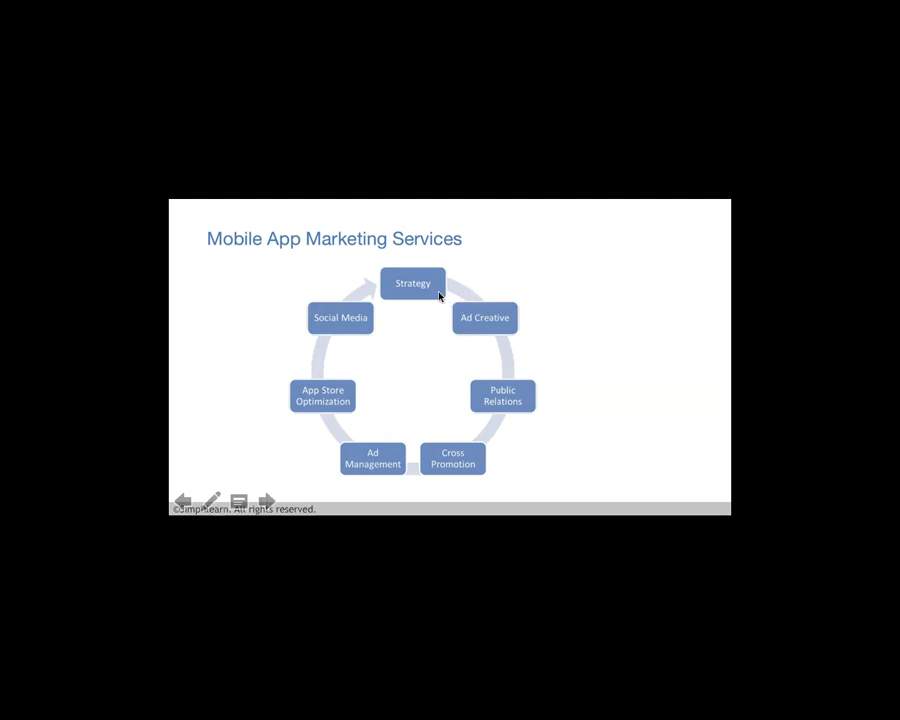 Mobile App Marketing Services
Strategy
Ad Creative
Public
Relations
Cross
Promotion
Ad
Management
App Store
Optimization
Social Media
©Simplilearn. All rights reserved.